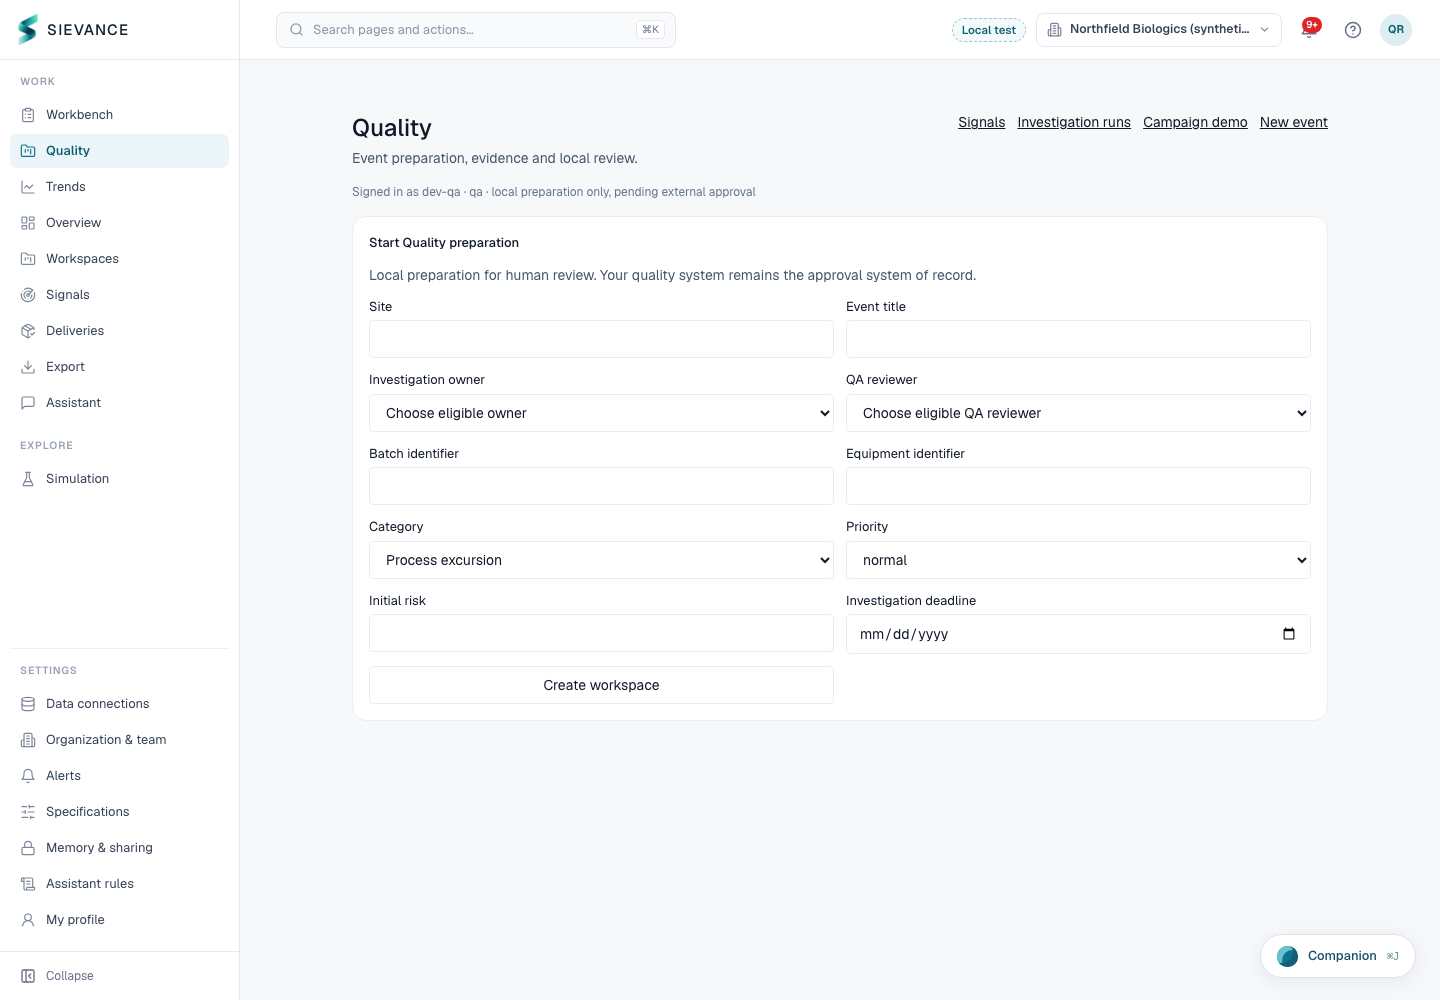 SIEVANCE
Search pages and actions...
⌘K
Local test
Northfield Biologics (syntheti...
9+
QR
WORK
Workbench
Quality
Trends
Overview
Workspaces
Signals
Deliveries
Export
Assistant
EXPLORE
Simulation
SETTINGS
Data connections
Organization & team
Alerts
Specifications
Memory & sharing
Assistant rules
My profile
Collapse
Quality
Signals Investigation runs Campaign demo New event
Event preparation, evidence and local review.
Signed in as dev-qa · qa · local preparation only, pending external approval
Start Quality preparation
Local preparation for human review. Your quality system remains the approval system of record.
Site
Event title
Investigation owner
QA reviewer
Choose eligible owner
Choose eligible QA reviewer
Batch identifier
Equipment identifier
Category
Priority
Process excursion
normal
Initial risk
Investigation deadline
mm/dd/yyyy
Create workspace
Companion ⌘J